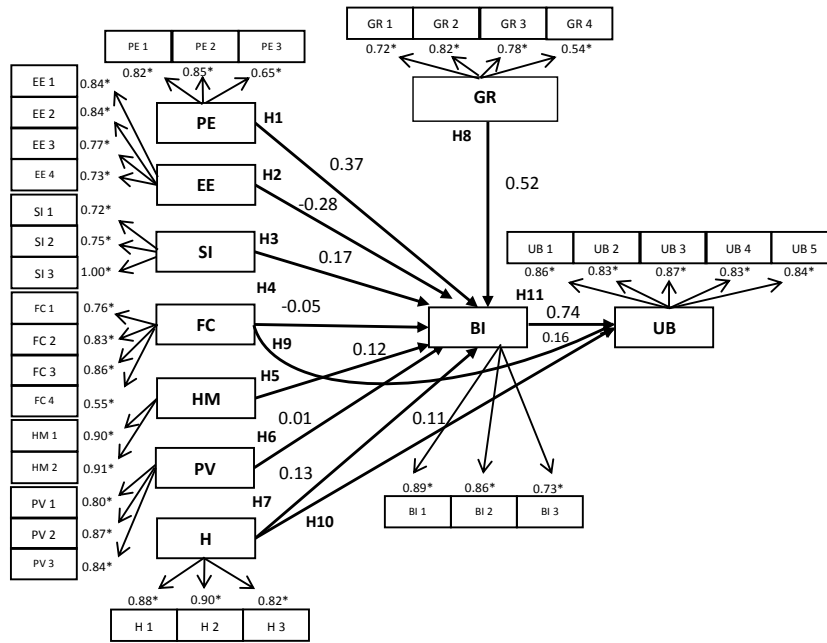 GR 1 GR 2 GR 3 GR 4
0.72* 0.82* 0.78* 0.54*
GR
PE 1 PE 2 PE 3
0.82* 0.85* 0.65*
PE
EE 1 0.84*
EE 2 0.84*
EE 3 0.77*
EE 4 0.73*
EE
SI 1 0.72*
SI 2 0.75*
SI 3 1.00*
SI
FC 1 0.76*
FC 2 0.83*
FC 3 0.86*
FC 4 0.55*
FC
HM 1 0.90*
HM 2 0.91*
HM
PV 1 0.80*
PV 2 0.87*
PV 3 0.84*
PV
H
0.88* 0.90* 0.82*
H 1 H 2 H 3
H1
0.37
H2
-0.28
H3
0.17
H4
-0.05
H9
0.16
H5
0.12
H6
0.01
H7
0.13
H10
0.11
H8
0.52
BI
0.89* 0.86* 0.73*
BI 1 BI 2 BI 3
H11
0.74
UB 1 UB 2 UB 3 UB 4 UB 5
0.86* 0.83* 0.87* 0.83* 0.84*
UB